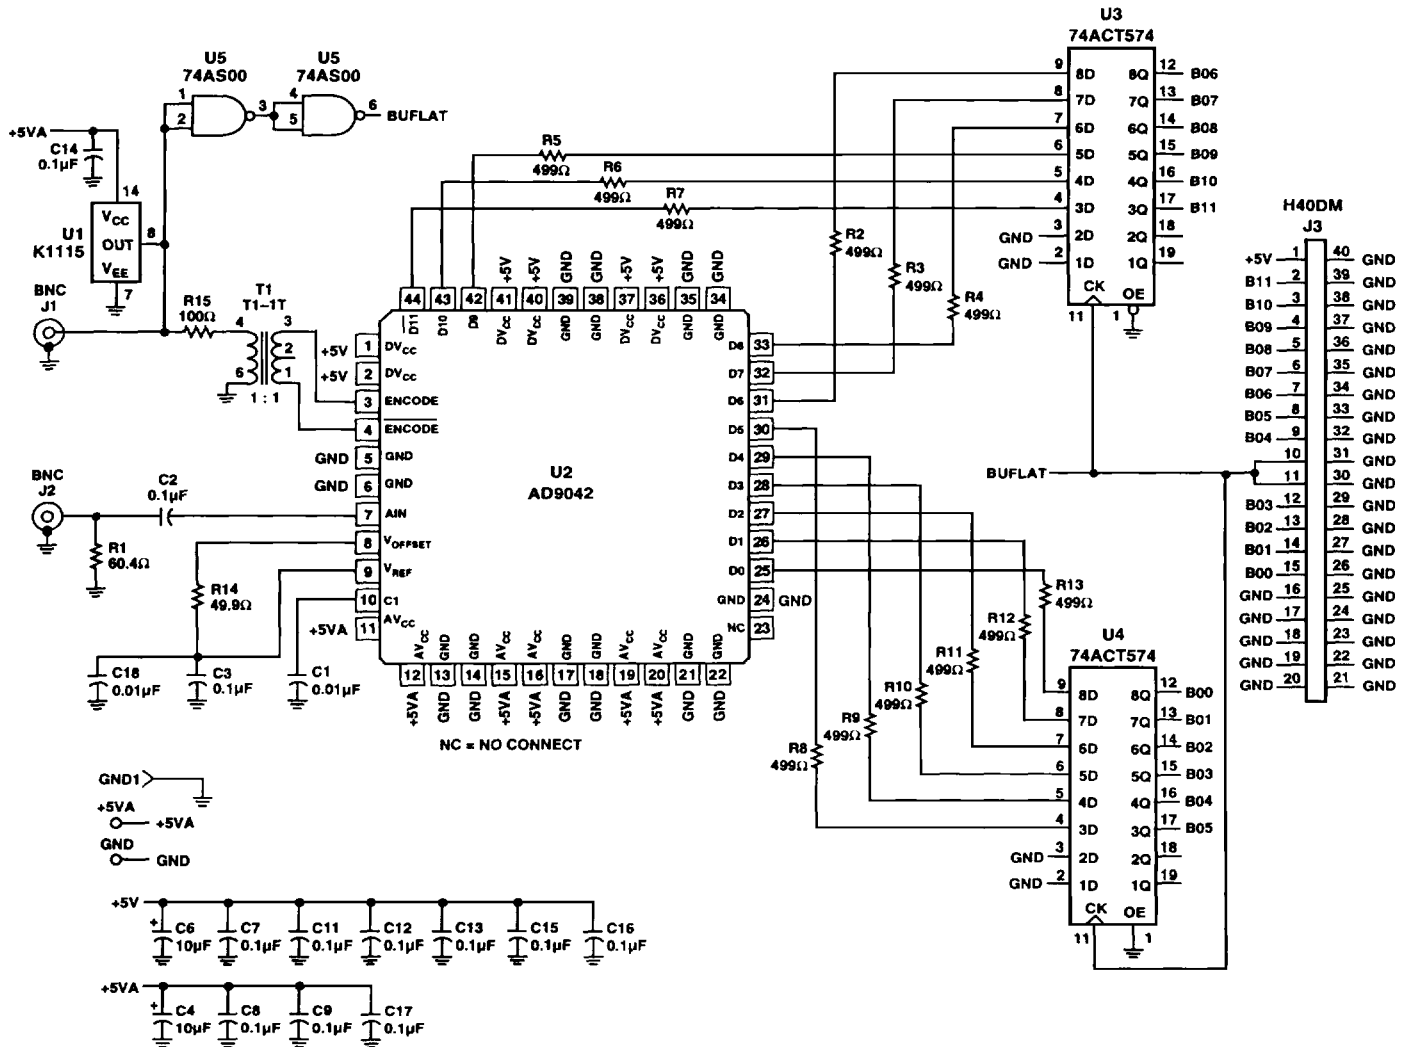 U5
74AS00
1
2
3
U5
74AS00
4
5
6
BUFLAT
+5VA
C14
0.1µF
14
VCC
OUT
VEE
8
7
U1
K1115
BNC
J1
R15
100Ω
T1
T1–1T
4
6
3
2
1
1 : 1
R5
499Ω
R6
499Ω
R7
499Ω
R2
499Ω
R3
499Ω
R4
499Ω
U3
74ACT574
9 8D 8Q 12 B06
8 7D 7Q 13 B07
7 6D 6Q 14 B08
6 5D 5Q 15 B09
5 4D 4Q 16 B10
4 3D 3Q 17 B11
GND 3 2D 2Q 18
GND 2 1D 1Q 19
CK OE
11 1
+5V +5V GND GND +5V +5V GND GND
44 43 42 41 40 39 38 37 36 35 34
D11 D10 D9 DVCC DVCC GND GND DVCC DVCC GND GND
+5V 1 DVCC
+5V 2 DVCC
3 ENCODE
4 ENCODE
GND 5 GND
GND 6 GND
7 AIN
8 VOFFSET
9 VREF
10 C1
+5VA 11 AVCC
U2
AD9042
D8 33
D7 32
D6 31
D5 30
D4 29
D3 28
D2 27
D1 26
D0 25
GND 24 GND
NC 23
AVCC GND GND AVCC AVCC GND GND AVCC AVCC GND GND
12 13 14 15 16 17 18 19 20 21 22
+5VA GND GND +5VA +5VA GND GND +5VA +5VA GND GND
NC = NO CONNECT
BNC
J2
C2
0.1µF
R1
60.4Ω
R14
49.9Ω
C18
0.01µF
C3
0.1µF
C1
0.01µF
R13
499Ω
R12
499Ω
R11
499Ω
R10
499Ω
R9
499Ω
R8
499Ω
BUFLAT
U4
74ACT574
9 8D 8Q 12 B00
8 7D 7Q 13 B01
7 6D 6Q 14 B02
6 5D 5Q 15 B03
5 4D 4Q 16 B04
4 3D 3Q 17 B05
GND 3 2D 2Q 18
GND 2 1D 1Q 19
CK OE
11 1
H40DM
J3
+5V 1 40 GND
B11 2 39 GND
B10 3 38 GND
B09 4 37 GND
B08 5 36 GND
B07 6 35 GND
B06 7 34 GND
B05 8 33 GND
B04 9 32 GND
10 31 GND
11 30 GND
B03 12 29 GND
B02 13 28 GND
B01 14 27 GND
B00 15 26 GND
GND 16 25 GND
GND 17 24 GND
GND 18 23 GND
GND 19 22 GND
GND 20 21 GND
GND1
+5VA
+5VA
GND
GND
+5V
+ C6
10µF
C7
0.1µF
C11
0.1µF
C12
0.1µF
C13
0.1µF
C15
0.1µF
C16
0.1µF
+5VA
+ C4
10µF
C8
0.1µF
C9
0.1µF
C17
0.1µF